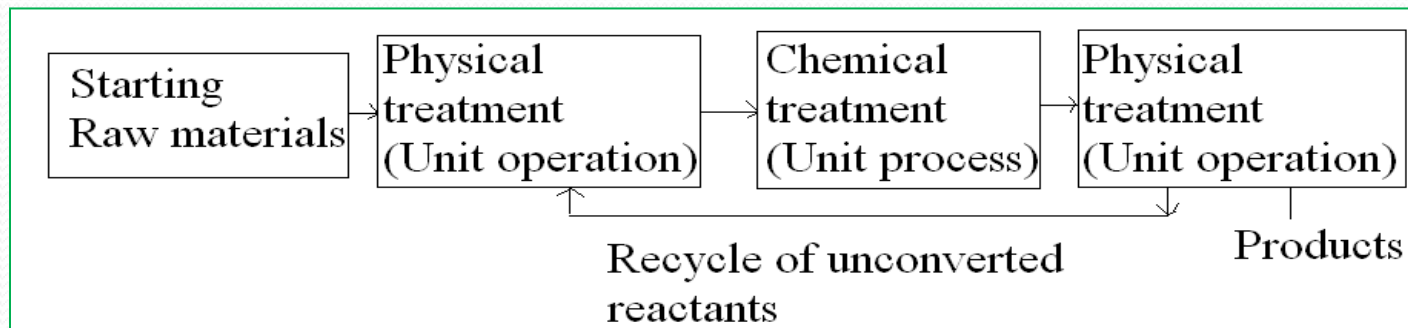 Starting
Raw materials
Physical
treatment
(Unit operation)
Chemical
treatment
(Unit process)
Physical
treatment
(Unit operation)
Recycle of unconverted
reactants
Products